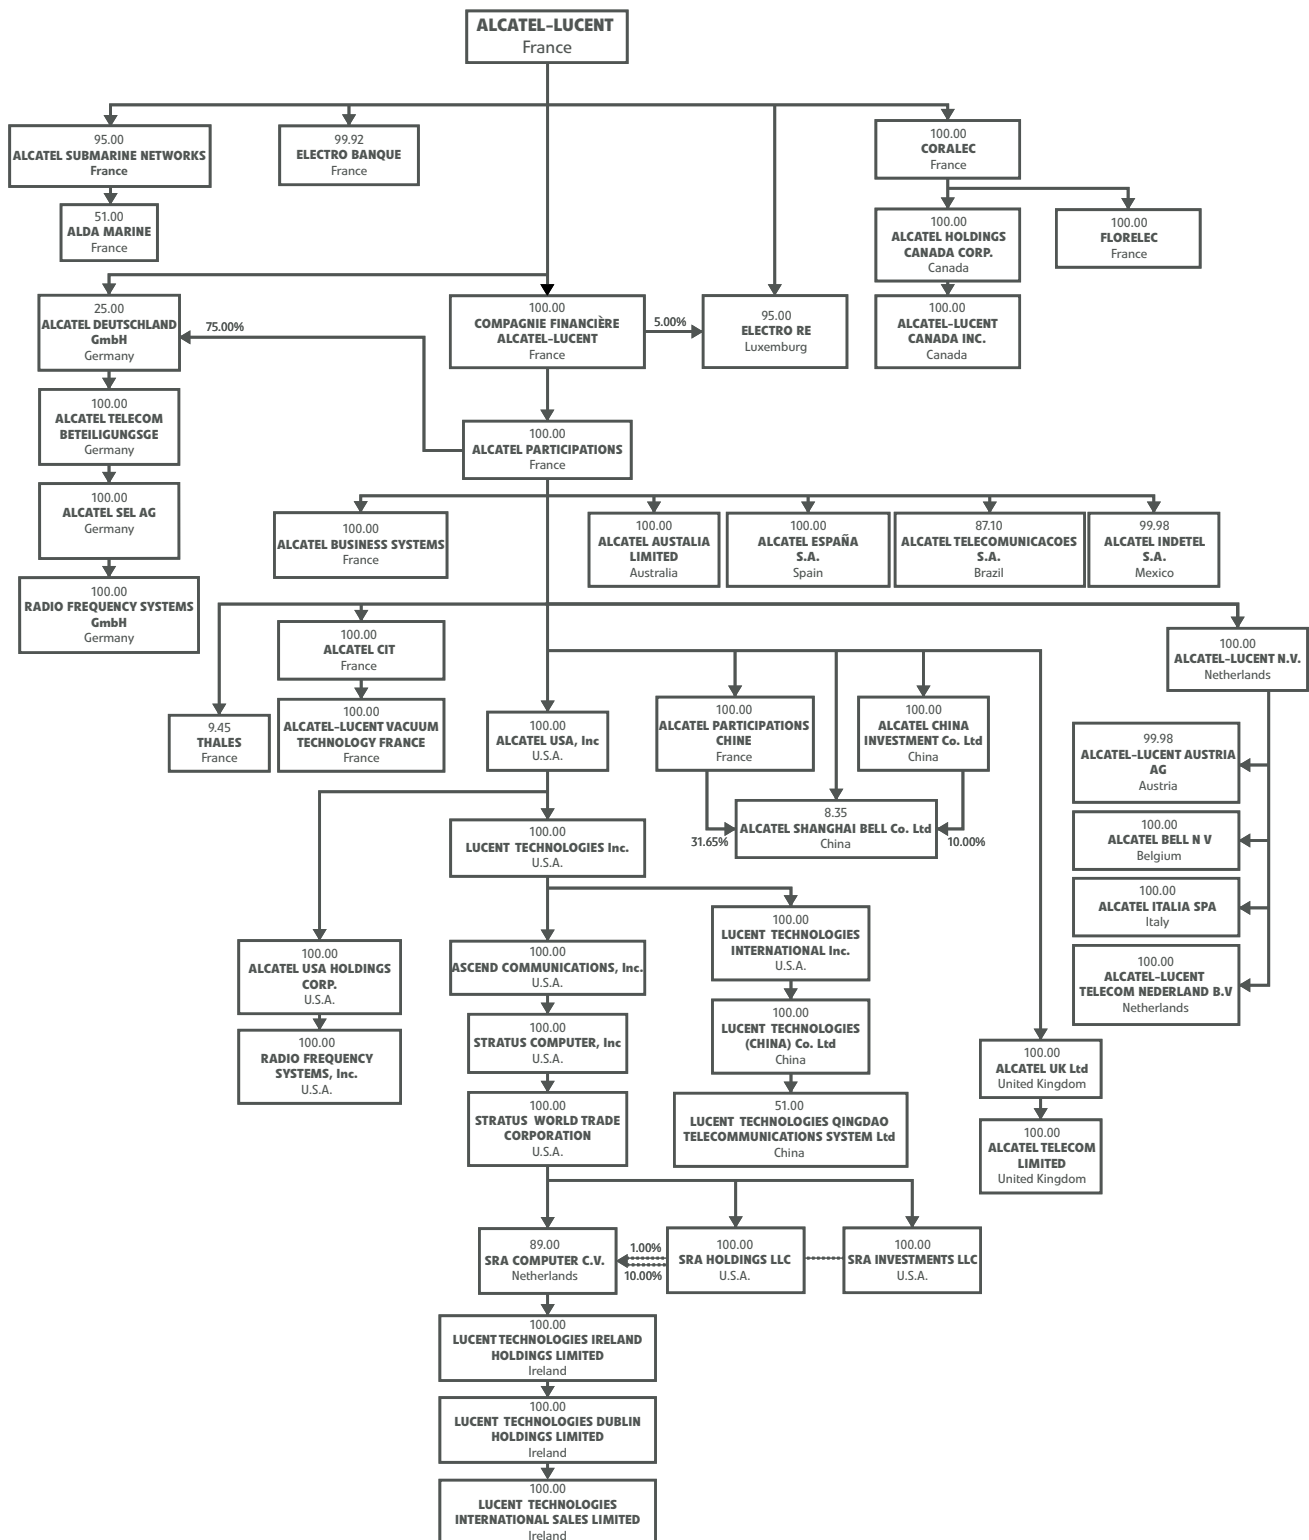 ALCATEL-LUCENT
France
95.00
ALCATEL SUBMARINE NETWORKS
France
99.92
ELECTRO BANQUE
France
100.00
CORALEC
France
51.00
ALDA MARINE
France
100.00
ALCATEL HOLDINGS
CANADA CORP.
Canada
100.00
FLORELEC
France
25.00
ALCATEL DEUTSCHLAND
GmbH
Germany
75.00%
100.00
COMPAGNIE FINANCIÈRE
ALCATEL-LUCENT
France
5.00%
95.00
ELECTRO RE
Luxemburg
100.00
ALCATEL-LUCENT
CANADA INC.
Canada
100.00
ALCATEL TELECOM
BETEILIGUNGSGE
Germany
100.00
ALCATEL PARTICIPATIONS
France
100.00
ALCATEL SEL AG
Germany
100.00
ALCATEL BUSINESS SYSTEMS
France
100.00
ALCATEL AUSTALIA
LIMITED
Australia
100.00
ALCATEL ESPAÑA
S.A.
Spain
87.10
ALCATEL TELECOMUNICACOES
S.A.
Brazil
99.98
ALCATEL INDETEL
S.A.
Mexico
100.00
RADIO FREQUENCY SYSTEMS
GmbH
Germany
100.00
ALCATEL CIT
France
100.00
ALCATEL-LUCENT N.V.
Netherlands
9.45
THALES
France
100.00
ALCATEL-LUCENT VACUUM
TECHNOLOGY FRANCE
France
100.00
ALCATEL USA, Inc
U.S.A.
100.00
ALCATEL PARTICIPATIONS
CHINE
France
100.00
ALCATEL CHINA
INVESTMENT Co. Ltd
China
99.98
ALCATEL-LUCENT AUSTRIA
AG
Austria
100.00
LUCENT TECHNOLOGIES Inc.
U.S.A.
31.65%
8.35
ALCATEL SHANGHAI BELL Co. Ltd
China
10.00%
100.00
ALCATEL BELL N V
Belgium
100.00
ALCATEL ITALIA SPA
Italy
100.00
ALCATEL USA HOLDINGS
CORP.
U.S.A.
100.00
ASCEND COMMUNICATIONS, Inc.
U.S.A.
100.00
LUCENT TECHNOLOGIES
INTERNATIONAL Inc.
U.S.A.
100.00
ALCATEL-LUCENT
TELECOM NEDERLAND B.V
Netherlands
100.00
RADIO FREQUENCY
SYSTEMS, Inc.
U.S.A.
100.00
STRATUS COMPUTER, Inc
U.S.A.
100.00
LUCENT TECHNOLOGIES
(CHINA) Co. Ltd
China
100.00
ALCATEL UK Ltd
United Kingdom
100.00
STRATUS WORLD TRADE
CORPORATION
U.S.A.
51.00
LUCENT TECHNOLOGIES QINGDAO
TELECOMMUNICATIONS SYSTEM Ltd
China
100.00
ALCATEL TELECOM
LIMITED
United Kingdom
89.00
SRA COMPUTER C.V.
Netherlands
1.00%
10.00%
100.00
SRA HOLDINGS LLC
U.S.A.
100.00
SRA INVESTMENTS LLC
U.S.A.
100.00
LUCENT TECHNOLOGIES IRELAND
HOLDINGS LIMITED
Ireland
100.00
LUCENT TECHNOLOGIES DUBLIN
HOLDINGS LIMITED
Ireland
100.00
LUCENT TECHNOLOGIES
INTERNATIONAL SALES LIMITED
Ireland